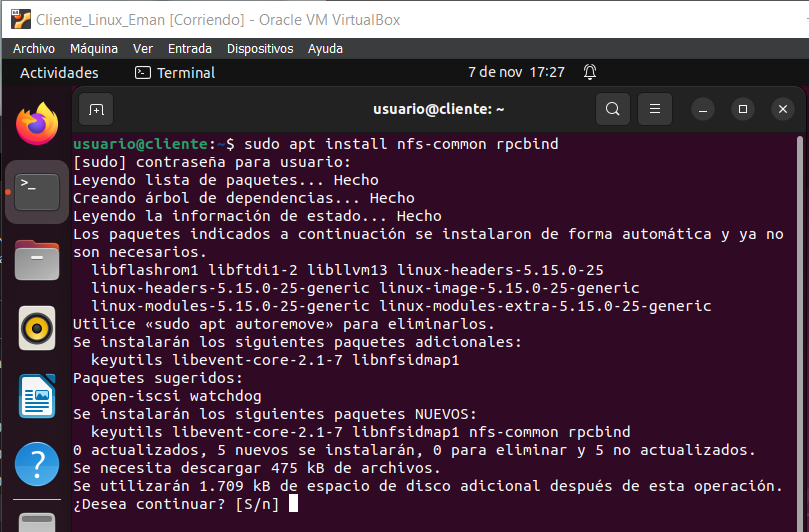 Cliente_Linux_Eman [Corriendo] - Oracle VM VirtualBox
Archivo Máquina Ver Entrada Dispositivos Ayuda
Actividades Terminal 7 de nov 17:27
usuario@cliente: ~
usuario@cliente:~$ sudo apt install nfs-common rpcbind
[sudo] contraseña para usuario:
Leyendo lista de paquetes... Hecho
Creando árbol de dependencias... Hecho
Leyendo la información de estado... Hecho
Los paquetes indicados a continuación se instalaron de forma automática y ya no
son necesarios.
  libflashrom1 libftdi1-2 libllvm13 linux-headers-5.15.0-25
  linux-headers-5.15.0-25-generic linux-image-5.15.0-25-generic
  linux-modules-5.15.0-25-generic linux-modules-extra-5.15.0-25-generic
Utilice «sudo apt autoremove» para eliminarlos.
Se instalarán los siguientes paquetes adicionales:
  keyutils libevent-core-2.1-7 libnfsidmap1
Paquetes sugeridos:
  open-iscsi watchdog
Se instalarán los siguientes paquetes NUEVOS:
  keyutils libevent-core-2.1-7 libnfsidmap1 nfs-common rpcbind
0 actualizados, 5 nuevos se instalarán, 0 para eliminar y 5 no actualizados.
Se necesita descargar 475 kB de archivos.
Se utilizarán 1.709 kB de espacio de disco adicional después de esta operación.
¿Desea continuar? [S/n]